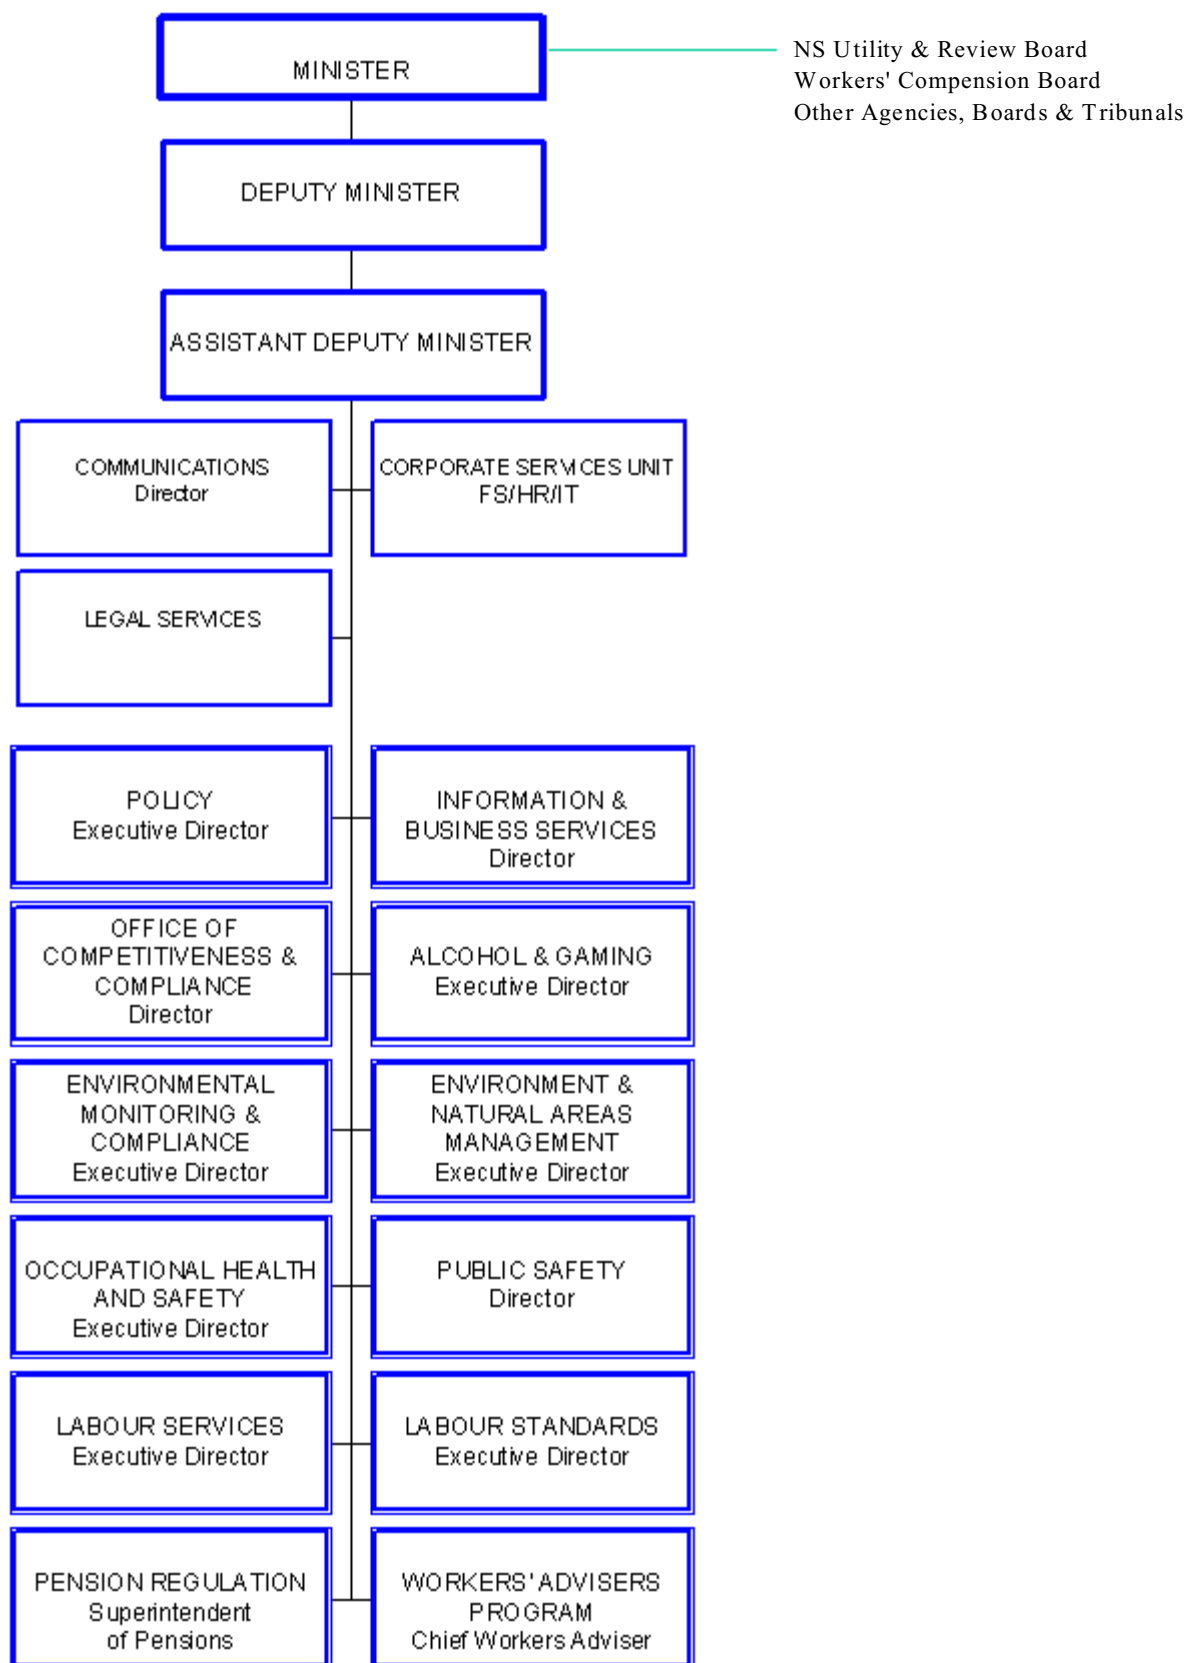 MINISTER
NS Utility & Review Board
Workers' Compension Board
Other Agencies, Boards & Tribunals
DEPUTY MINISTER
ASSISTANT DEPUTY MINISTER
COMMUNICATIONS
Director
CORPORATE SERVICES UNIT
FS/HR/IT
LEGAL SERVICES
POLICY
Executive Director
INFORMATION &
BUSINESS SERVICES
Director
OFFICE OF
COMPETITIVENESS &
COMPLIANCE
Director
ALCOHOL & GAMING
Executive Director
ENVIRONMENTAL
MONITORING &
COMPLIANCE
Executive Director
ENVIRONMENT &
NATURAL AREAS
MANAGEMENT
Executive Director
OCCUPATIONAL HEALTH
AND SAFETY
Executive Director
PUBLIC SAFETY
Director
LABOUR SERVICES
Executive Director
LABOUR STANDARDS
Executive Director
PENSION REGULATION
Superintendent
of Pensions
WORKERS' ADVISERS
PROGRAM
Chief Workers Adviser